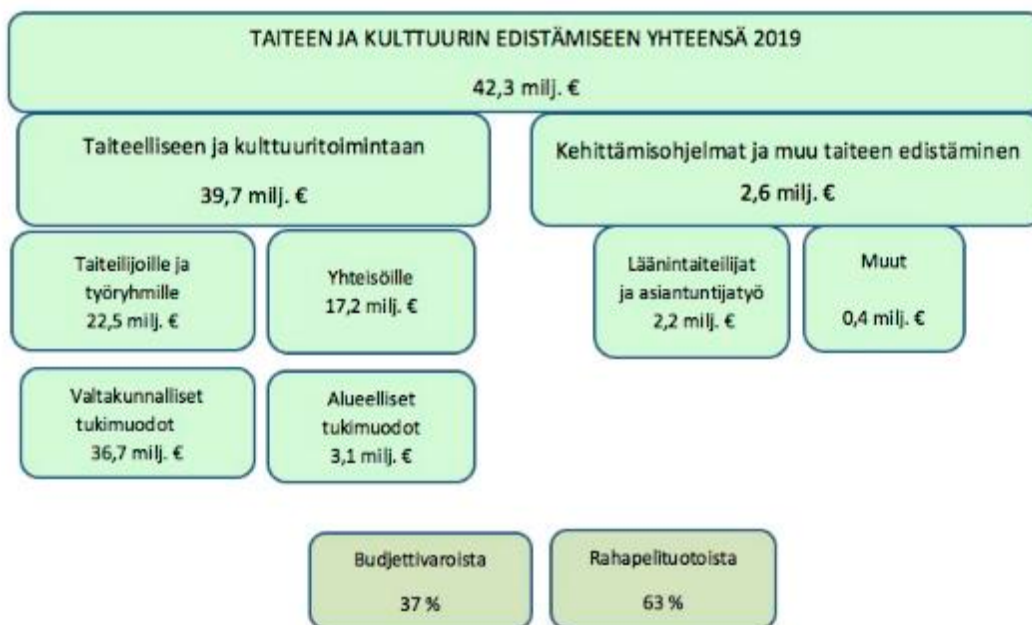 TAITEEN JA KULTTUURIN EDISTÄMISEEN YHTEENSÄ 2019
42,3 milj. €
Taiteelliseen ja kulttuuritoimintaan
39,7 milj. €
Kehittämisohjelmat ja muu taiteen edistäminen
2,6 milj. €
Taiteilijoille ja
työryhmille
22,5 milj. €
Yhteisöille
17,2 milj. €
Läänintaiteilijat
ja asiantuntijatyö
2,2 milj. €
Muut
0,4 milj. €
Valtakunnalliset
tukimuodot
36,7 milj. €
Alueelliset
tukimuodot
3,1 milj. €
Budjettivaroista
37 %
Rahapelituotoista
63 %